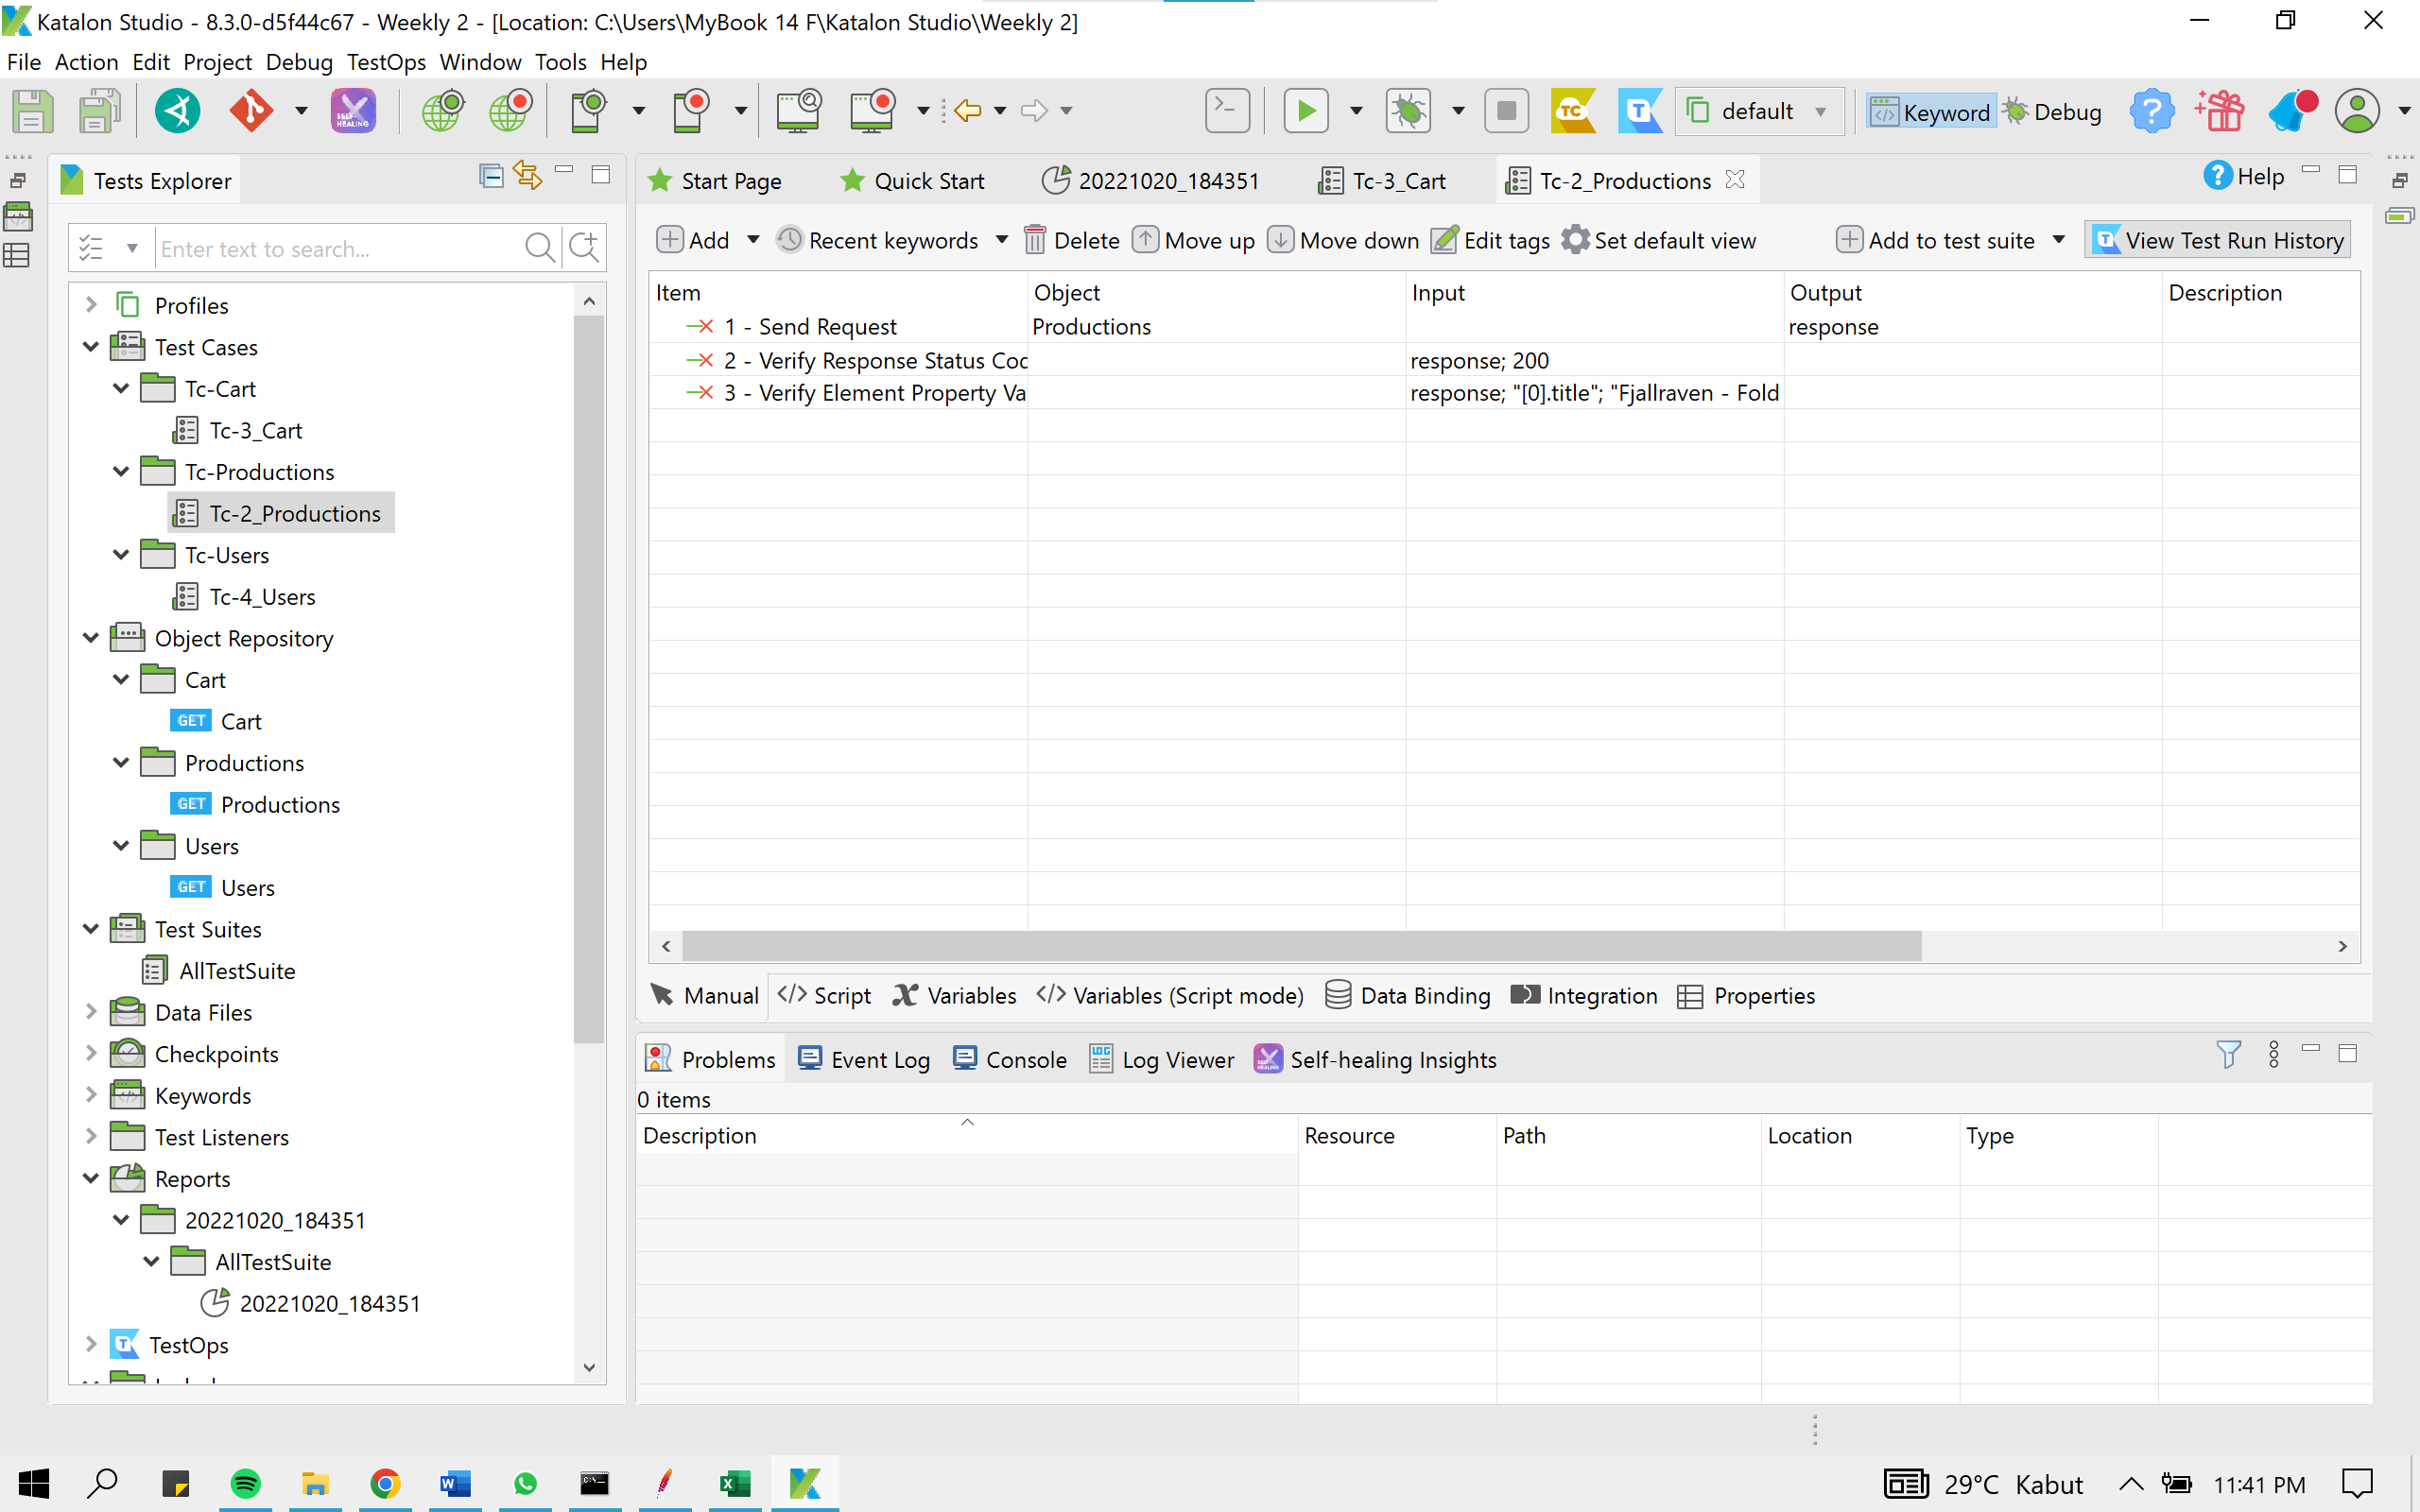 Katalon Studio - 8.3.0-d5f44c67 - Weekly 2 - [Location: C:\Users\MyBook 14 F\Katalon Studio\Weekly 2]
File Action Edit Project Debug TestOps Window Tools Help
SELF HEALING TC T default Keyword Debug
Tests Explorer
Start Page Quick Start 20221020_184351 Tc-3_Cart Tc-2_Productions Help
Enter text to search...
Add Recent keywords Delete Move up Move down Edit tags Set default view Add to test suite View Test Run History
Profiles
Test Cases
Tc-Cart
Tc-3_Cart
Tc-Productions
Tc-2_Productions
Tc-Users
Tc-4_Users
Object Repository
Cart
GET Cart
Productions
GET Productions
Users
GET Users
Test Suites
AllTestSuite
Data Files
Checkpoints
Keywords
Test Listeners
Reports
20221020_184351
AllTestSuite
20221020_184351
TestOps
Item Object Input Output Description
1 - Send Request Productions response
2 - Verify Response Status Coc response; 200
3 - Verify Element Property Va response; "[0].title"; "Fjallraven - Fold
Manual Script Variables Variables (Script mode) Data Binding Integration Properties
Problems Event Log Console Log Viewer Self-healing Insights
0 items
Description Resource Path Location Type
29°C Kabut 11:41 PM